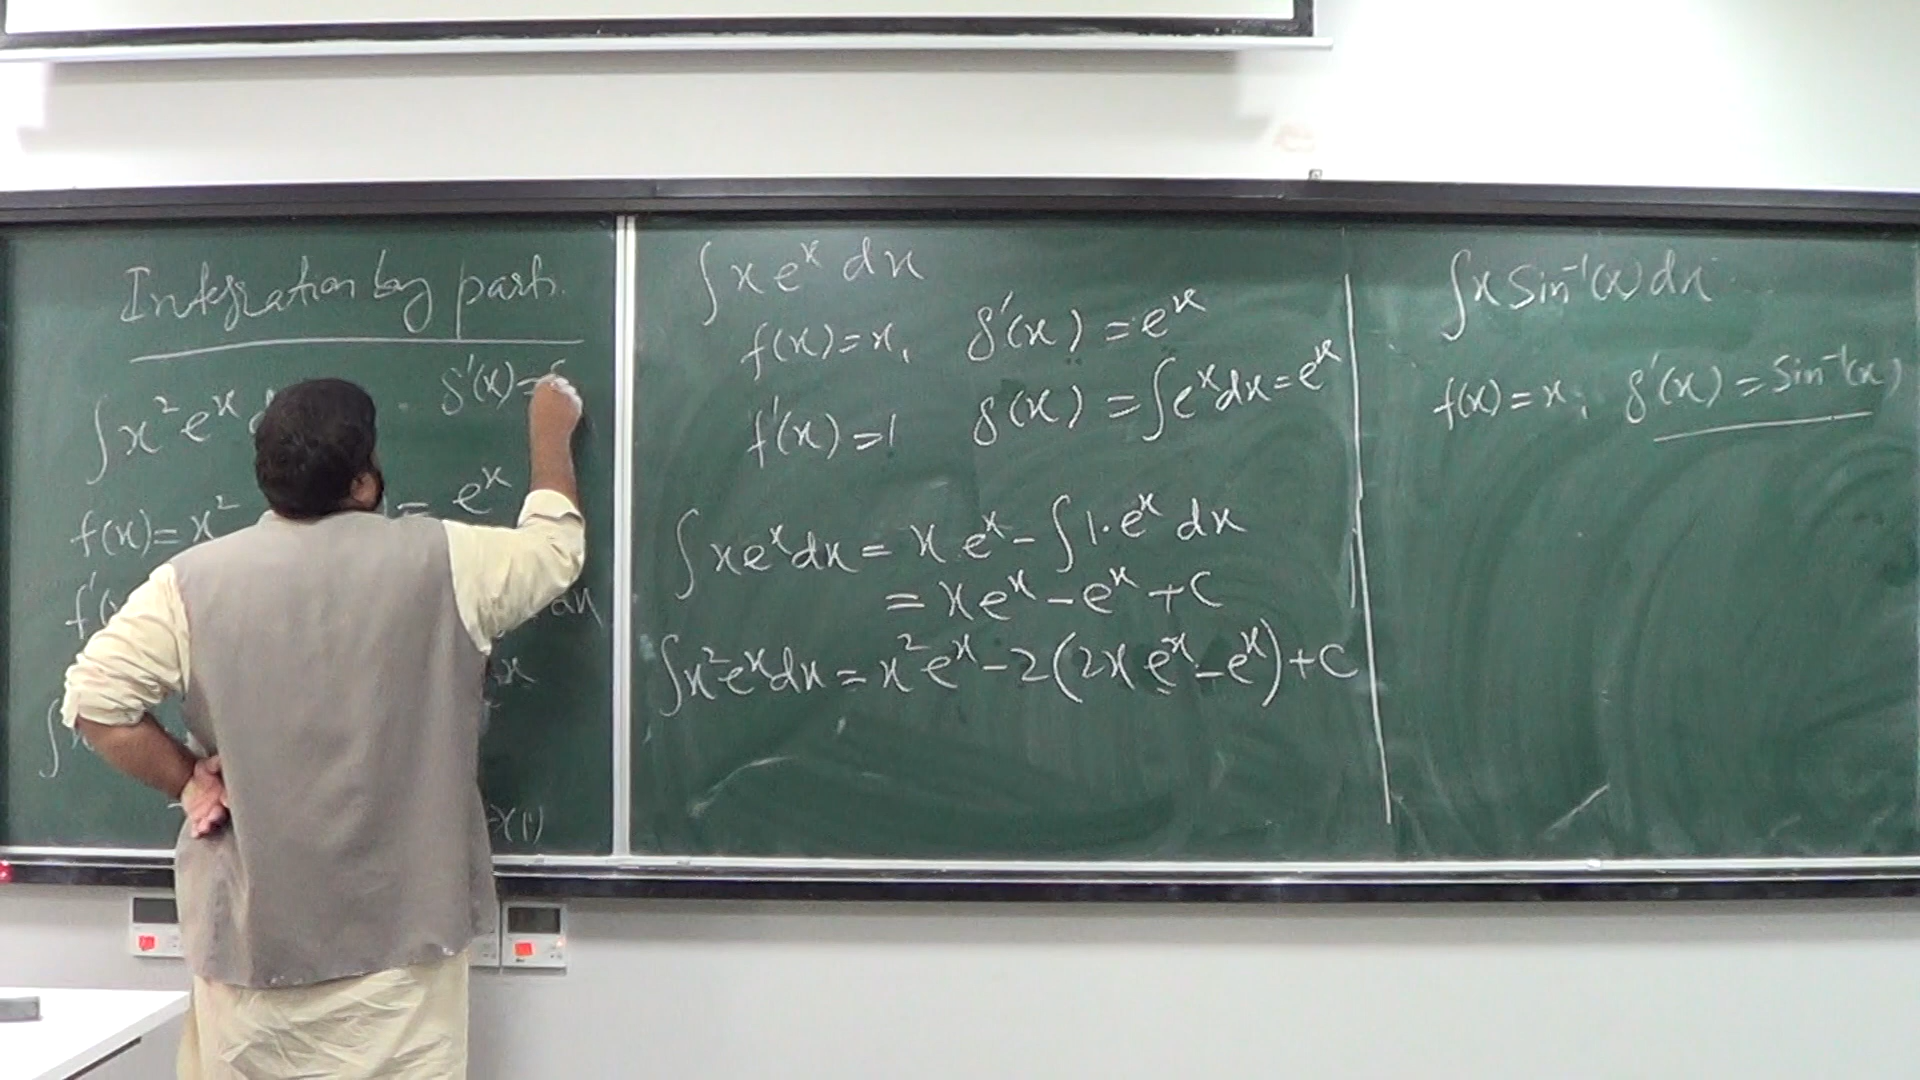 Integration by parts.
g'(x)=
∫x²eˣ
f(x)=x² = eˣ
f'(
dx
∫
∫x eˣ dx
f(x)=x, g'(x)=eˣ
f'(x)=1 g(x)=∫eˣdx=eˣ
∫xeˣdx = x eˣ - ∫1·eˣ dx
= xeˣ - eˣ + C
∫x²eˣdx = x²eˣ - 2(2x eˣ - eˣ) + C
∫x Sin⁻¹(x) dx
f(x)=x, g'(x) = Sin⁻¹(x)